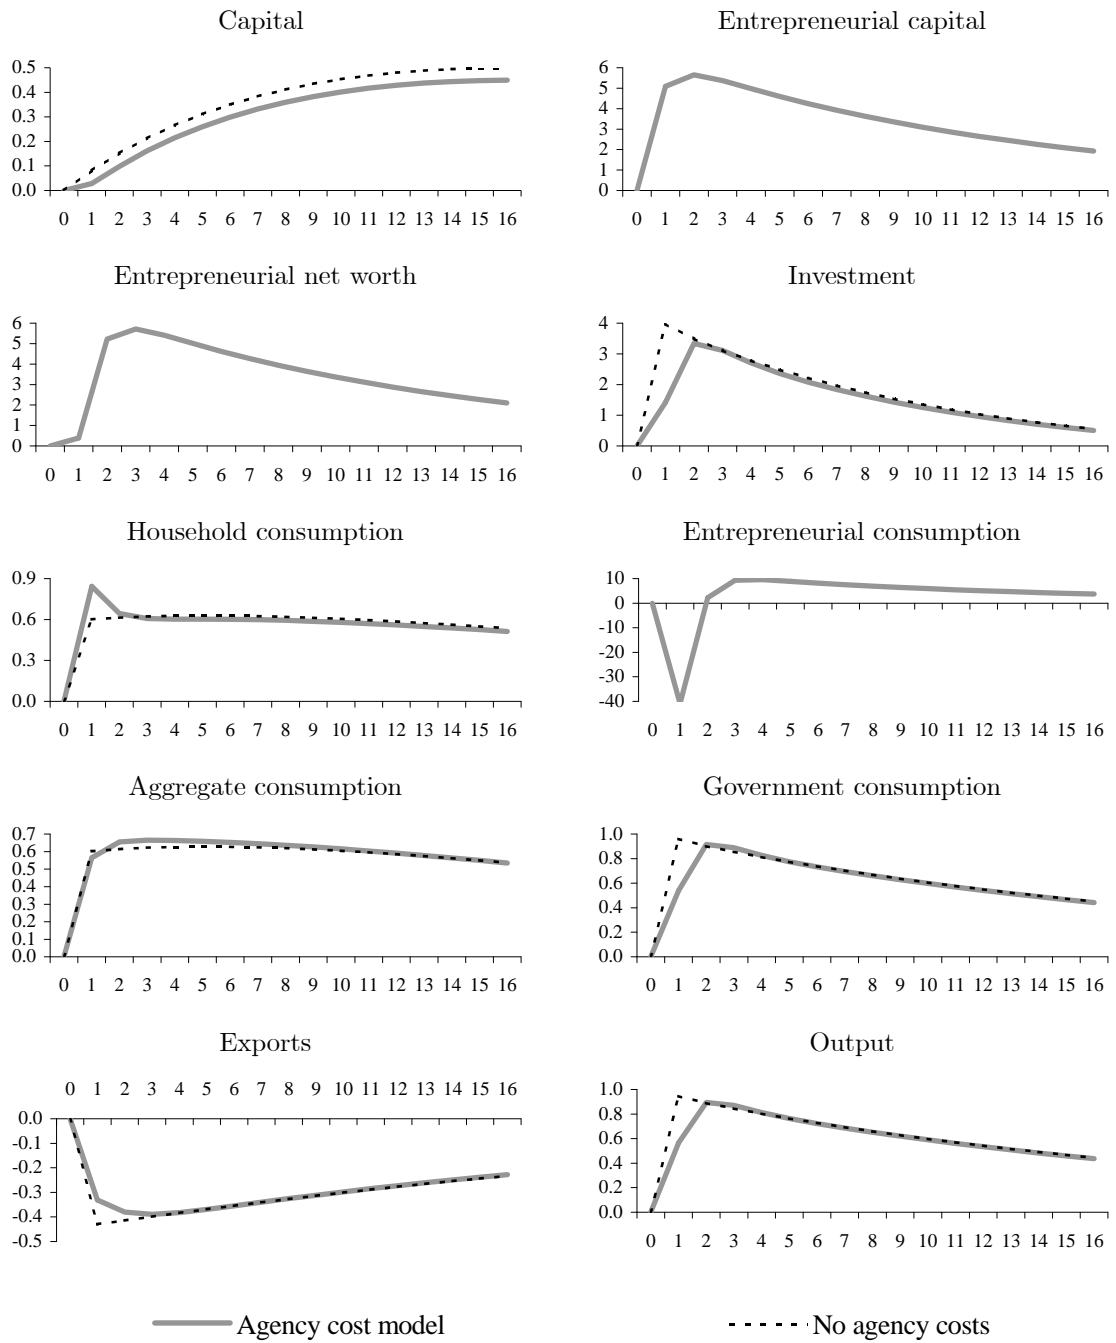 Capital
0.5
0.4
0.3
0.2
0.1
0.0
0 1 2 3 4 5 6 7 8 9 10 11 12 13 14 15 16
Entrepreneurial capital
6
5
4
3
2
1
0
0 1 2 3 4 5 6 7 8 9 10 11 12 13 14 15 16
Entrepreneurial net worth
6
5
4
3
2
1
0
0 1 2 3 4 5 6 7 8 9 10 11 12 13 14 15 16
Investment
4
3
2
1
0
0 1 2 3 4 5 6 7 8 9 10 11 12 13 14 15 16
Household consumption
0.9
0.6
0.3
0.0
0 1 2 3 4 5 6 7 8 9 10 11 12 13 14 15 16
Entrepreneurial consumption
10
0
-10
-20
-30
-40
0 1 2 3 4 5 6 7 8 9 10 11 12 13 14 15 16
Aggregate consumption
0.7
0.6
0.5
0.4
0.3
0.2
0.1
0.0
0 1 2 3 4 5 6 7 8 9 10 11 12 13 14 15 16
Government consumption
1.0
0.8
0.6
0.4
0.2
0.0
0 1 2 3 4 5 6 7 8 9 10 11 12 13 14 15 16
Exports
0 1 2 3 4 5 6 7 8 9 10 11 12 13 14 15 16
0.0
-0.1
-0.2
-0.3
-0.4
-0.5
Output
1.0
0.8
0.6
0.4
0.2
0.0
0 1 2 3 4 5 6 7 8 9 10 11 12 13 14 15 16
Agency cost model
No agency costs